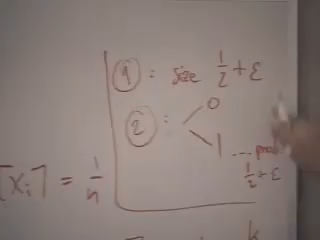 ① : size 1/2 + ε
② : 0
1 .... prob
1/2 + ε
[X_i] = 1/n